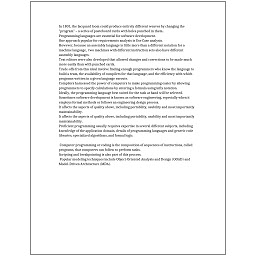 In 1801, the Jacquard loom could produce entirely different weaves by changing the
"program" – a series of pasteboard cards with holes punched in them.
Programming languages are essential for software development.
One approach popular for requirements analysis is Use Case analysis.
However, because an assembly language is little more than a different notation for a
machine language, two machines with different instruction sets also have different
assembly languages.
Text editors were also developed that allowed changes and corrections to be made much
more easily than with punched cards.
Trade-offs from this ideal involve finding enough programmers who know the language to
build a team, the availability of compilers for that language, and the efficiency with which
programs written in a given language execute.
Compilers harnessed the power of computers to make programming easier by allowing
programmers to specify calculations by entering a formula using infix notation.
Ideally, the programming language best suited for the task at hand will be selected.
Sometimes software development is known as software engineering, especially when it
employs formal methods or follows an engineering design process.
It affects the aspects of quality above, including portability, usability and most importantly
maintainability.
It affects the aspects of quality above, including portability, usability and most importantly
maintainability.
Proficient programming usually requires expertise in several different subjects, including
knowledge of the application domain, details of programming languages and generic code
libraries, specialized algorithms, and formal logic.
Computer programming or coding is the composition of sequences of instructions, called
programs, that computers can follow to perform tasks.
Scripting and breakpointing is also part of this process.
Popular modeling techniques include Object-Oriented Analysis and Design (OOAD) and
Model-Driven Architecture (MDA).